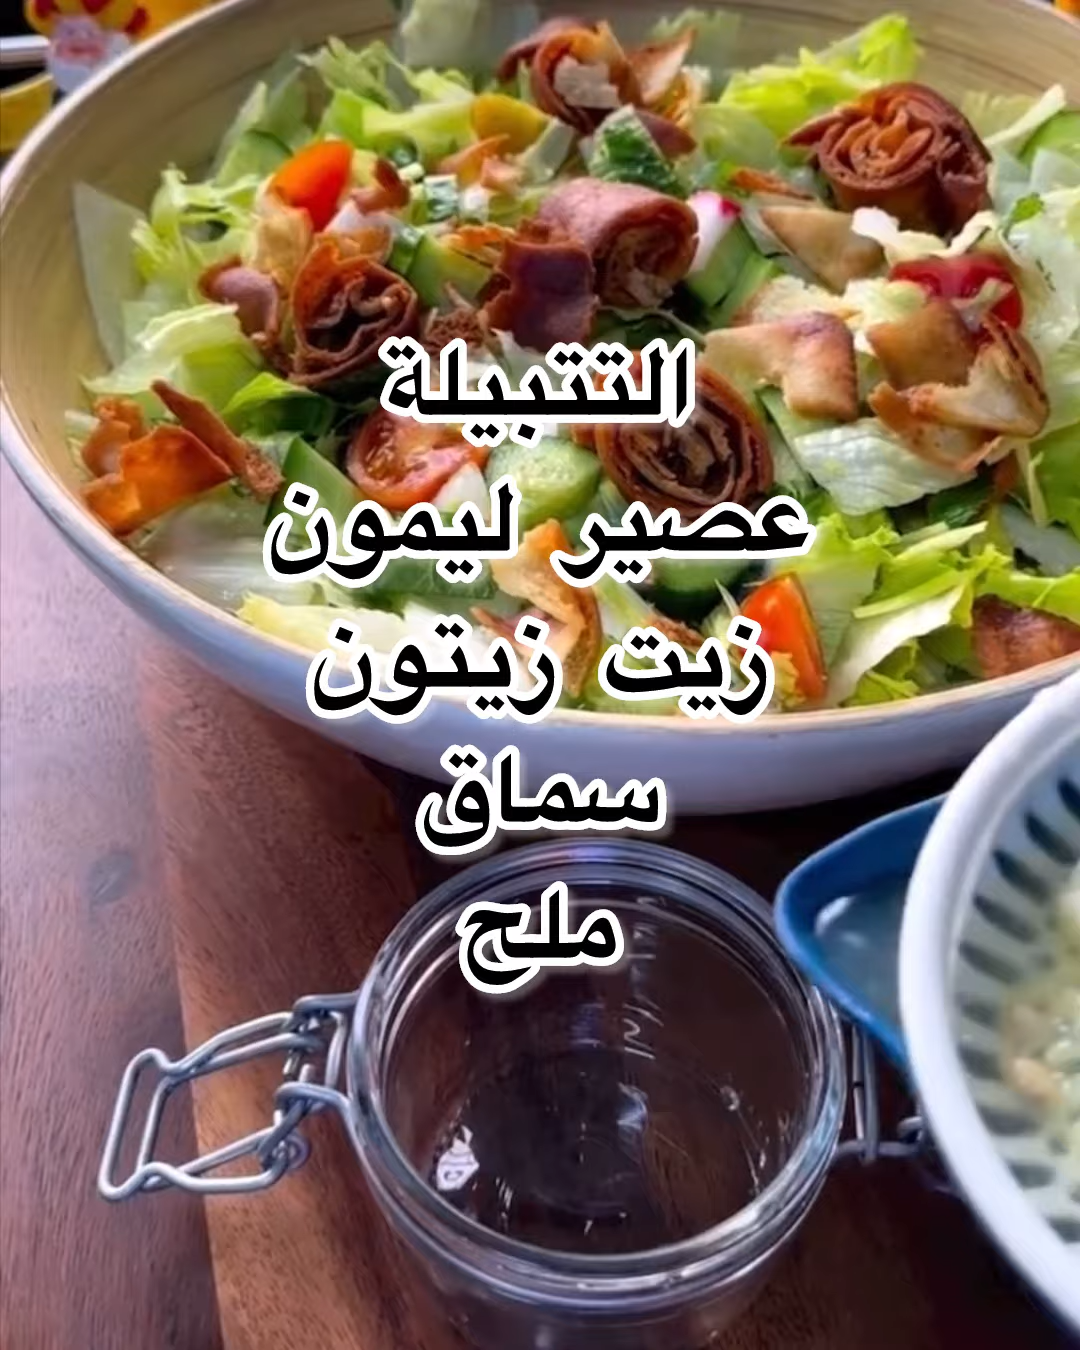 التتبيلة
عصير ليمون
زيت زيتون
سماق
ملح